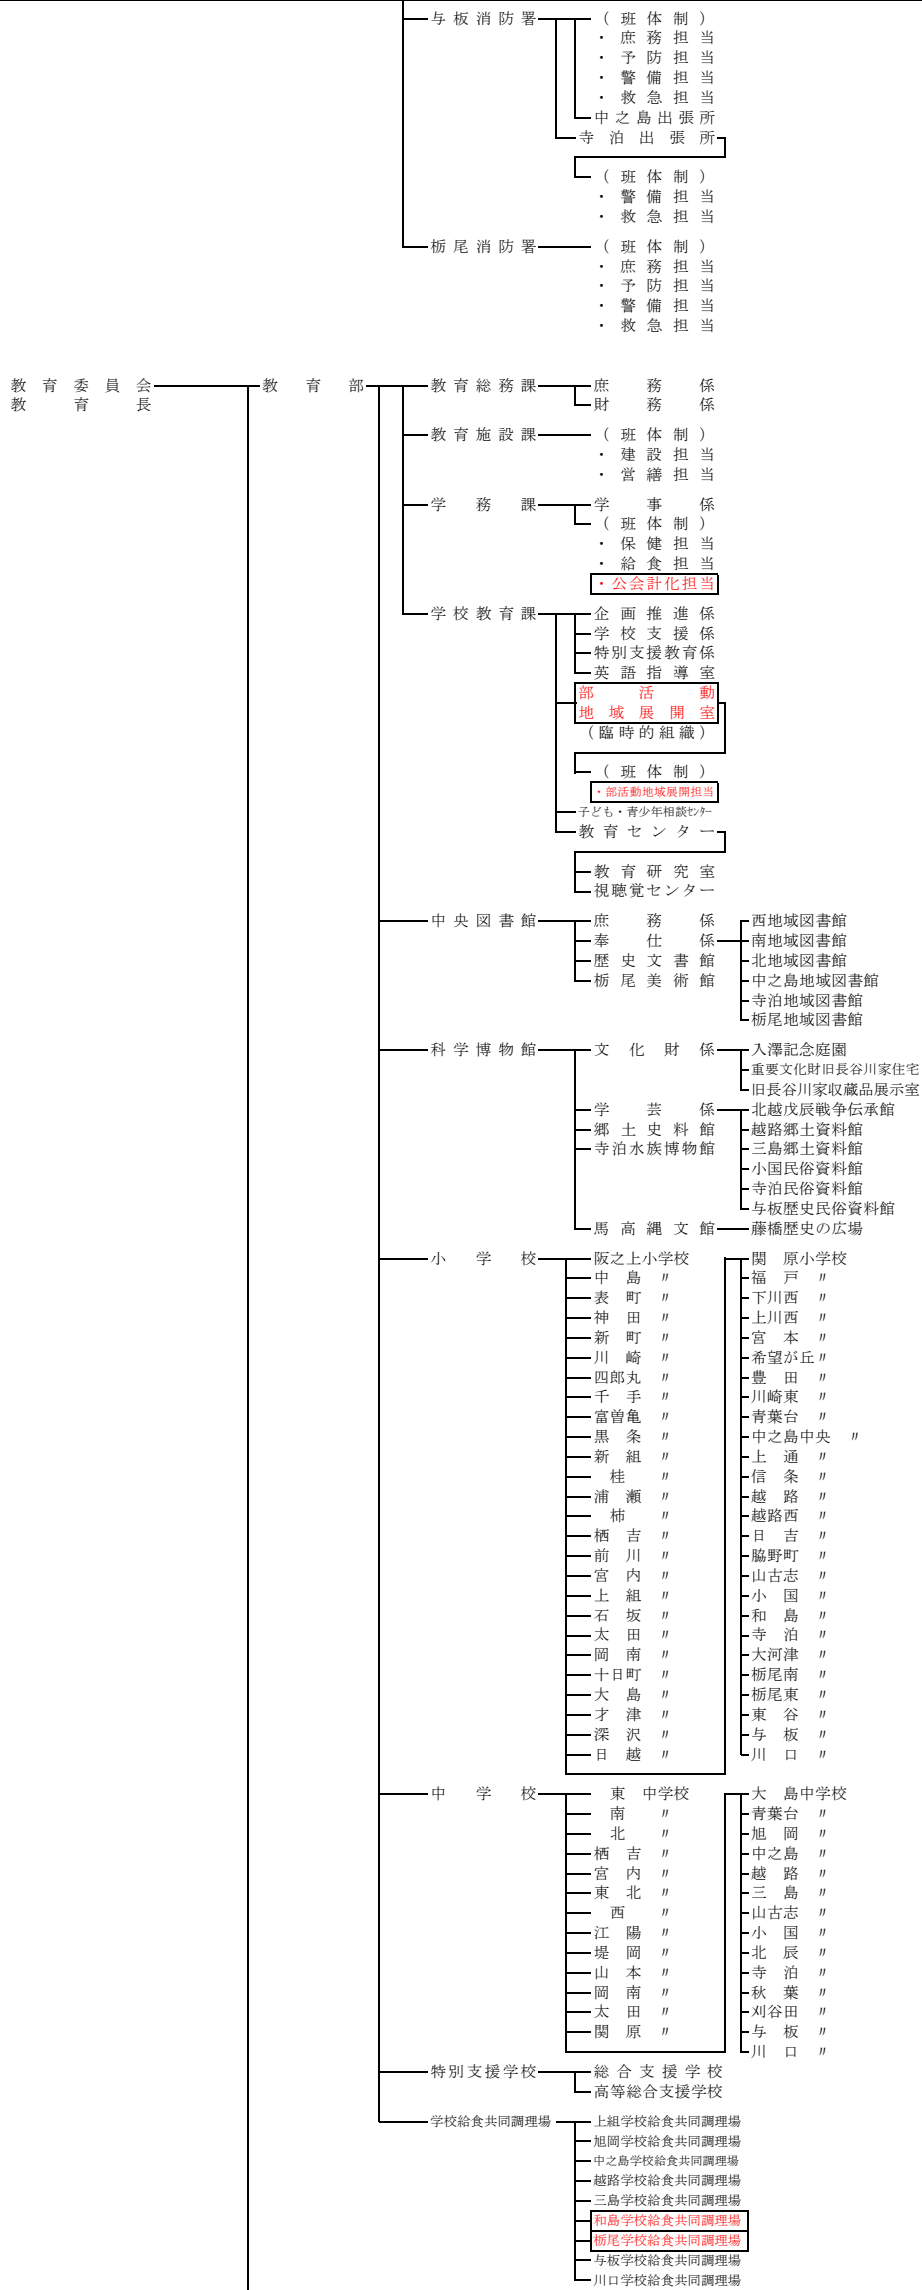 与板消防署
(班体制)
・庶務担当
・予防担当
・警備担当
・救急担当
中之島出張所
寺泊出張所
(班体制)
・警備担当
・救急担当
栃尾消防署
(班体制)
・庶務担当
・予防担当
・警備担当
・救急担当
教育委員会
教育長
教育部
教育総務課
庶務係
財務係
教育施設課
(班体制)
・建設担当
・営繕担当
学務課
学事係
(班体制)
・保健担当
・給食担当
・公会計化担当
学校教育課
企画推進係
学校支援係
特別支援教育係
英語指導室
部活動
地域展開室
(臨時的組織)
(班体制)
・部活動地域展開担当
子ども・青少年相談ｾﾝﾀｰ
教育センター
教育研究室
視聴覚センター
中央図書館
庶務係
奉仕係
歴史文書館
栃尾美術館
西地域図書館
南地域図書館
北地域図書館
中之島地域図書館
寺泊地域図書館
栃尾地域図書館
科学博物館
文化財係
入澤記念庭園
重要文化財旧長谷川家住宅
旧長谷川家収蔵品展示室
学芸係
郷土史料館
寺泊水族博物館
北越戊辰戦争伝承館
越路郷土資料館
三島郷土資料館
小国民俗資料館
寺泊民俗資料館
与板歴史民俗資料館
馬高縄文館
藤橋歴史の広場
小学校
阪之上小学校
中島 〃
表町 〃
神田 〃
新町 〃
川崎 〃
四郎丸 〃
千手 〃
富曽亀 〃
黒条 〃
新組 〃
桂 〃
浦瀬 〃
柿 〃
栖吉 〃
前川 〃
宮内 〃
上組 〃
石坂 〃
太田 〃
岡南 〃
十日町 〃
大島 〃
才津 〃
深沢 〃
日越 〃
関原小学校
福戸 〃
下川西 〃
上川西 〃
宮本 〃
希望が丘〃
豊田 〃
川崎東 〃
青葉台 〃
中之島中央 〃
上通 〃
信条 〃
越路 〃
越路西 〃
日吉 〃
脇野町 〃
山古志 〃
小国 〃
和島 〃
寺泊 〃
大河津 〃
栃尾南 〃
栃尾東 〃
東谷 〃
与板 〃
川口 〃
中学校
東中学校
南 〃
北 〃
栖吉 〃
宮内 〃
東北 〃
西 〃
江陽 〃
堤岡 〃
山本 〃
岡南 〃
太田 〃
関原 〃
大島中学校
青葉台 〃
旭岡 〃
中之島 〃
越路 〃
三島 〃
山古志 〃
小国 〃
北辰 〃
寺泊 〃
秋葉 〃
刈谷田 〃
与板 〃
川口 〃
特別支援学校
総合支援学校
高等総合支援学校
学校給食共同調理場
上組学校給食共同調理場
旭岡学校給食共同調理場
中之島学校給食共同調理場
越路学校給食共同調理場
三島学校給食共同調理場
和島学校給食共同調理場
栃尾学校給食共同調理場
与板学校給食共同調理場
川口学校給食共同調理場